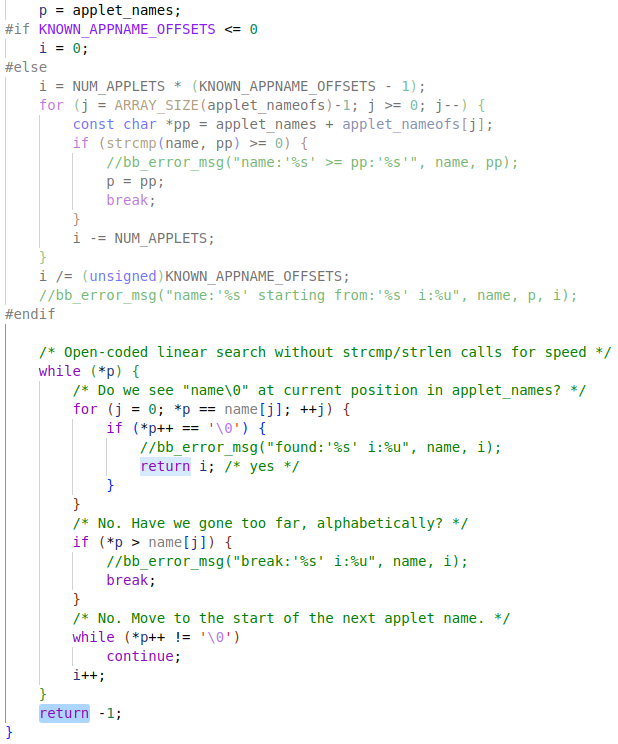 p = applet_names;
#if KNOWN_APPNAME_OFFSETS <= 0
i = 0;
#else
i = NUM_APPLETS * (KNOWN_APPNAME_OFFSETS - 1);
for (j = ARRAY_SIZE(applet_nameofs)-1; j >= 0; j--) {
const char *pp = applet_names + applet_nameofs[j];
if (strcmp(name, pp) >= 0) {
//bb_error_msg("name:'%s' >= pp:'%s'", name, pp);
p = pp;
break;
}
i -= NUM_APPLETS;
}
i /= (unsigned)KNOWN_APPNAME_OFFSETS;
//bb_error_msg("name:'%s' starting from:'%s' i:%u", name, p, i);
#endif
/* Open-coded linear search without strcmp/strlen calls for speed */
while (*p) {
/* Do we see "name\0" at current position in applet_names? */
for (j = 0; *p == name[j]; ++j) {
if (*p++ == '\0') {
//bb_error_msg("found:'%s' i:%u", name, i);
return i; /* yes */
}
}
/* No. Have we gone too far, alphabetically? */
if (*p > name[j]) {
//bb_error_msg("break:'%s' i:%u", name, i);
break;
}
/* No. Move to the start of the next applet name. */
while (*p++ != '\0')
continue;
i++;
}
return -1;
}